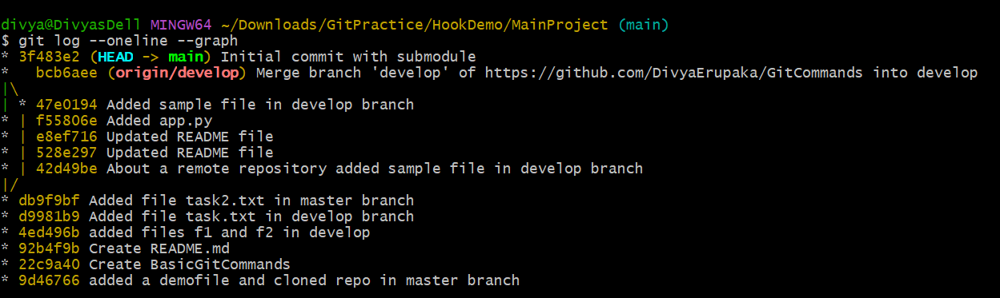 divya@DivyasDell MINGW64 ~/Downloads/GitPractice/HookDemo/MainProject (main)
$ git log --oneline --graph
* 3f483e2 (HEAD -> main) Initial commit with submodule
*   bcb6aee (origin/develop) Merge branch 'develop' of https://github.com/DivyaErupaka/GitCommands into develop
|\
| * 47e0194 Added sample file in develop branch
* | f55806e Added app.py
* | e8ef716 Updated README file
* | 528e297 Updated README file
* | 42d49be About a remote repository added sample file in develop branch
|/
* db9f9bf Added file task2.txt in master branch
* d9981b9 Added file task.txt in develop branch
* 4ed496b added files f1 and f2 in develop
* 92b4f9b Create README.md
* 22c9a40 Create BasicGitCommands
* 9d46766 added a demofile and cloned repo in master branch